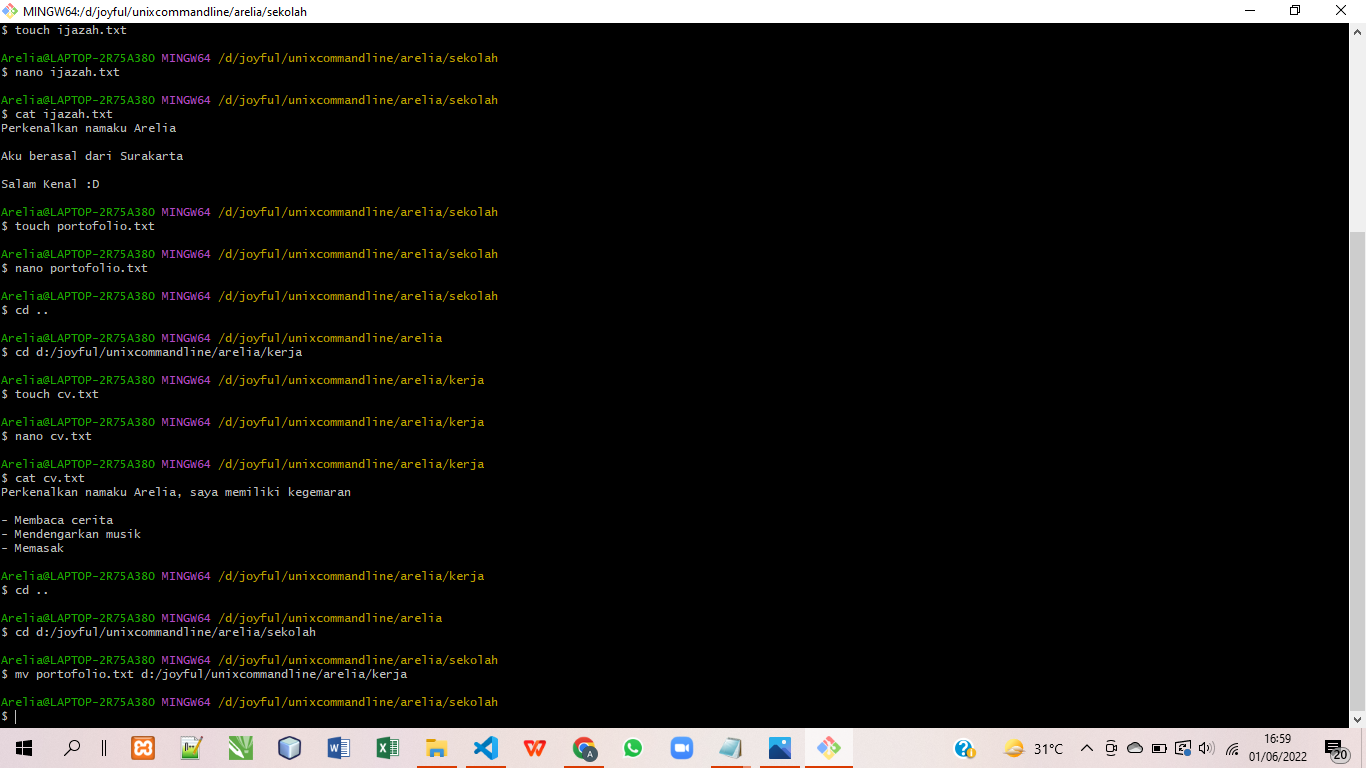 MINGW64:/d/joyful/unixcommandline/arelia/sekolah
$ touch ijazah.txt
Arelia@LAPTOP-2R75A380 MINGW64 /d/joyful/unixcommandline/arelia/sekolah
$ nano ijazah.txt
Arelia@LAPTOP-2R75A380 MINGW64 /d/joyful/unixcommandline/arelia/sekolah
$ cat ijazah.txt
Perkenalkan namaku Arelia
Aku berasal dari Surakarta
Salam Kenal :D
Arelia@LAPTOP-2R75A380 MINGW64 /d/joyful/unixcommandline/arelia/sekolah
$ touch portofolio.txt
Arelia@LAPTOP-2R75A380 MINGW64 /d/joyful/unixcommandline/arelia/sekolah
$ nano portofolio.txt
Arelia@LAPTOP-2R75A380 MINGW64 /d/joyful/unixcommandline/arelia/sekolah
$ cd ..
Arelia@LAPTOP-2R75A380 MINGW64 /d/joyful/unixcommandline/arelia
$ cd d:/joyful/unixcommandline/arelia/kerja
Arelia@LAPTOP-2R75A380 MINGW64 /d/joyful/unixcommandline/arelia/kerja
$ touch cv.txt
Arelia@LAPTOP-2R75A380 MINGW64 /d/joyful/unixcommandline/arelia/kerja
$ nano cv.txt
Arelia@LAPTOP-2R75A380 MINGW64 /d/joyful/unixcommandline/arelia/kerja
$ cat cv.txt
Perkenalkan namaku Arelia, saya memiliki kegemaran
- Membaca cerita
- Mendengarkan musik
- Memasak
Arelia@LAPTOP-2R75A380 MINGW64 /d/joyful/unixcommandline/arelia/kerja
$ cd ..
Arelia@LAPTOP-2R75A380 MINGW64 /d/joyful/unixcommandline/arelia
$ cd d:/joyful/unixcommandline/arelia/sekolah
Arelia@LAPTOP-2R75A380 MINGW64 /d/joyful/unixcommandline/arelia/sekolah
$ mv portofolio.txt d:/joyful/unixcommandline/arelia/kerja
Arelia@LAPTOP-2R75A380 MINGW64 /d/joyful/unixcommandline/arelia/sekolah
$
31°C
16:59
01/06/2022
20